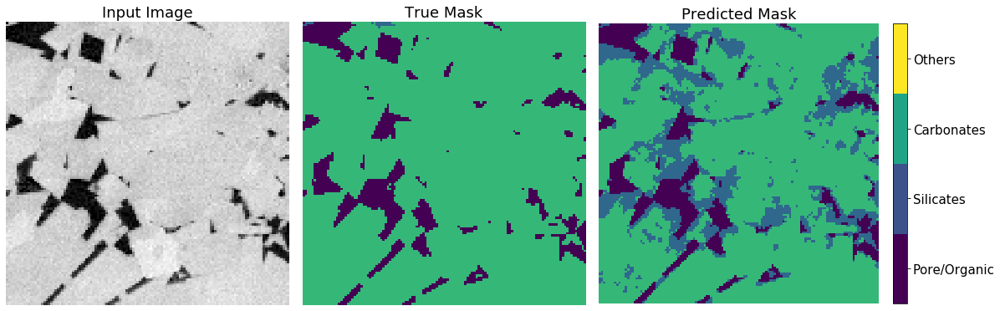 Input Image
True Mask
Predicted Mask
Others
Carbonates
Silicates
Pore/Organic